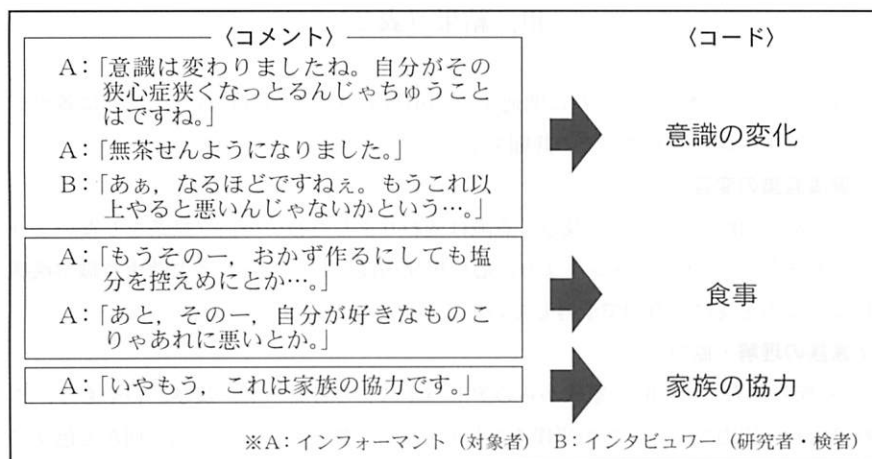 〈コメント〉
〈コード〉
A：「意識は変わりましたね。自分がその
狭心症狭くなっとるんじゃちゅうこと
はですね。」
A：「無茶せんようになりました。」
B：「あぁ，なるほどですねぇ。もうこれ以
上やると悪いんじゃないかという…。」
意識の変化
A：「もうそのー，おかず作るにしても塩
分を控えめにとか…。」
A：「あと，そのー，自分が好きなものこ
りゃあれに悪いとか。」
食事
A：「いやもう，これは家族の協力です。」
家族の協力
※A：インフォーマント（対象者） B：インタビュワー（研究者・検者）